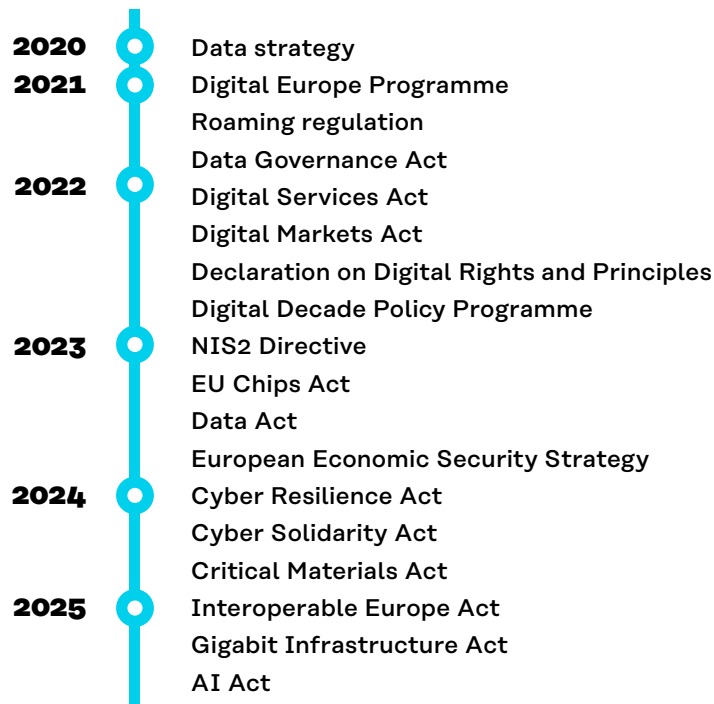 2020 Data strategy
2021 Digital Europe Programme
Roaming regulation
Data Governance Act
2022 Digital Services Act
Digital Markets Act
Declaration on Digital Rights and Principles
Digital Decade Policy Programme
2023 NIS2 Directive
EU Chips Act
Data Act
European Economic Security Strategy
2024 Cyber Resilience Act
Cyber Solidarity Act
Critical Materials Act
2025 Interoperable Europe Act
Gigabit Infrastructure Act
AI Act